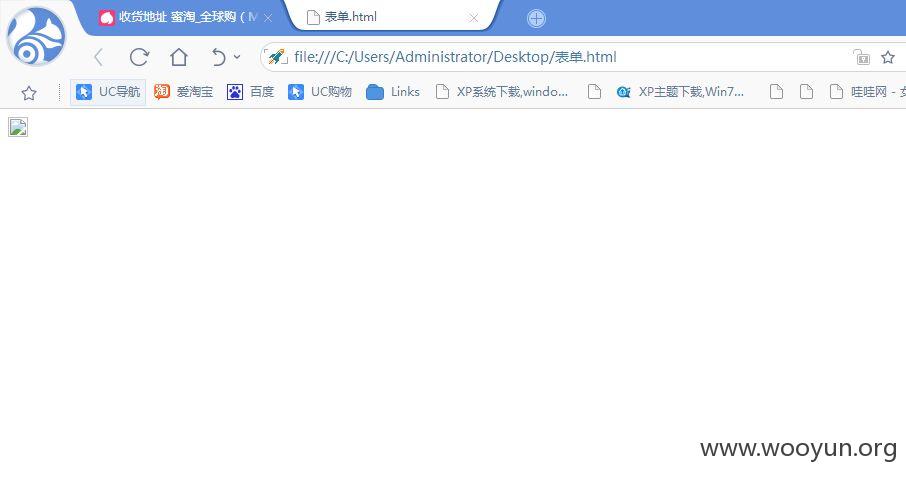 收货地址 蜜淘_全球购 ( M
表单.html
file:///C:/Users/Administrator/Desktop/表单.html
UC导航 爱淘宝 百度 UC购物 Links XP系统下载,windo... XP主题下载,Win7... 哇哇网 -
www.wooyun.org